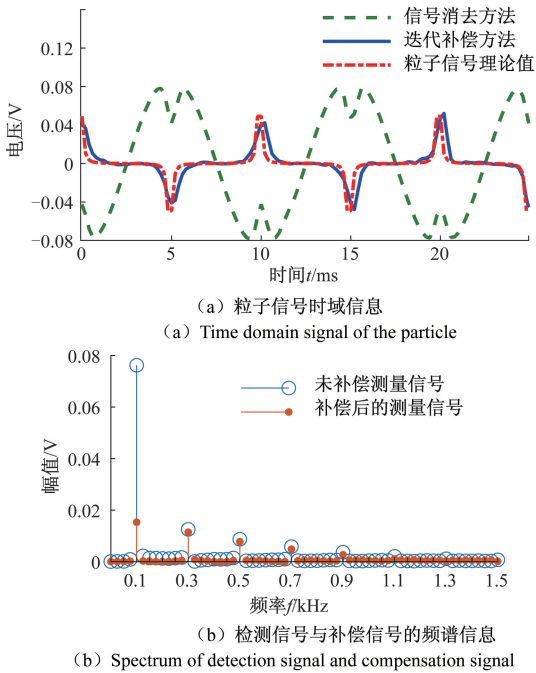 信号消去方法
迭代补偿方法
粒子信号理论值
0.12
0.08
0.04
0
−0.04
−0.08
电压/V
0 5 10 15 20
时间t/ms
（a）粒子信号时域信息
（a）Time domain signal of the particle
0.08
0.06
0.04
0.02
0
幅值/V
未补偿测量信号
补偿后的测量信号
0.1 0.3 0.5 0.7 0.9 1.1 1.3 1.5
频率f/kHz
（b）检测信号与补偿信号的频谱信息
（b）Spectrum of detection signal and compensation signal